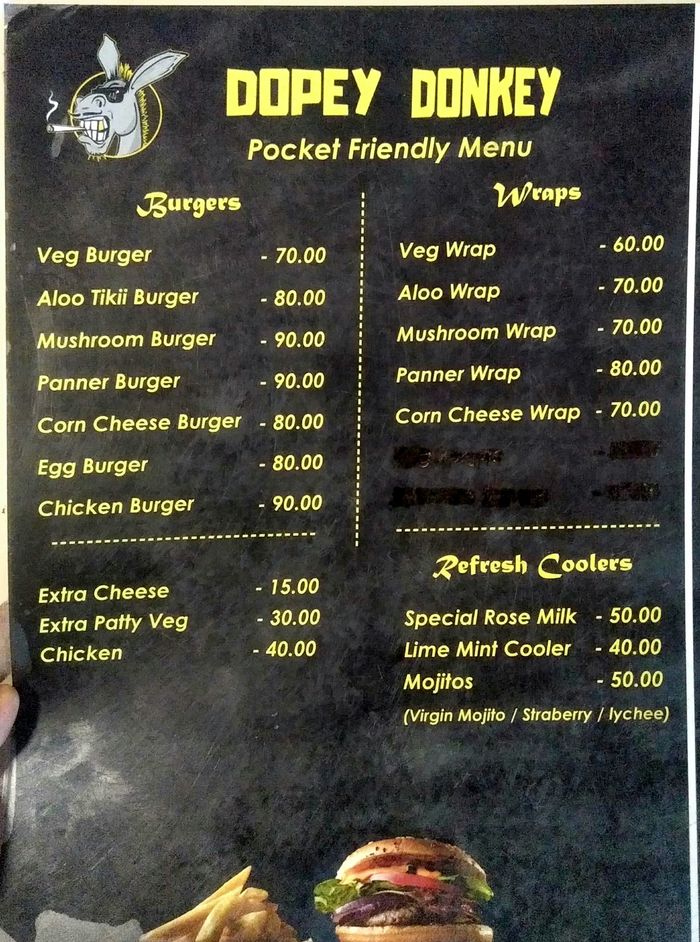 DOPEY DONKEY
Pocket Friendly Menu
Burgers
Veg Burger - 70.00
Aloo Tikii Burger - 80.00
Mushroom Burger - 90.00
Panner Burger - 90.00
Corn Cheese Burger - 80.00
Egg Burger - 80.00
Chicken Burger - 90.00
Extra Cheese - 15.00
Extra Patty Veg - 30.00
Chicken - 40.00
Wraps
Veg Wrap - 60.00
Aloo Wrap - 70.00
Mushroom Wrap - 70.00
Panner Wrap - 80.00
Corn Cheese Wrap - 70.00
Refresh Coolers
Special Rose Milk - 50.00
Lime Mint Cooler - 40.00
Mojitos - 50.00
(Virgin Mojito / Straberry / lychee)